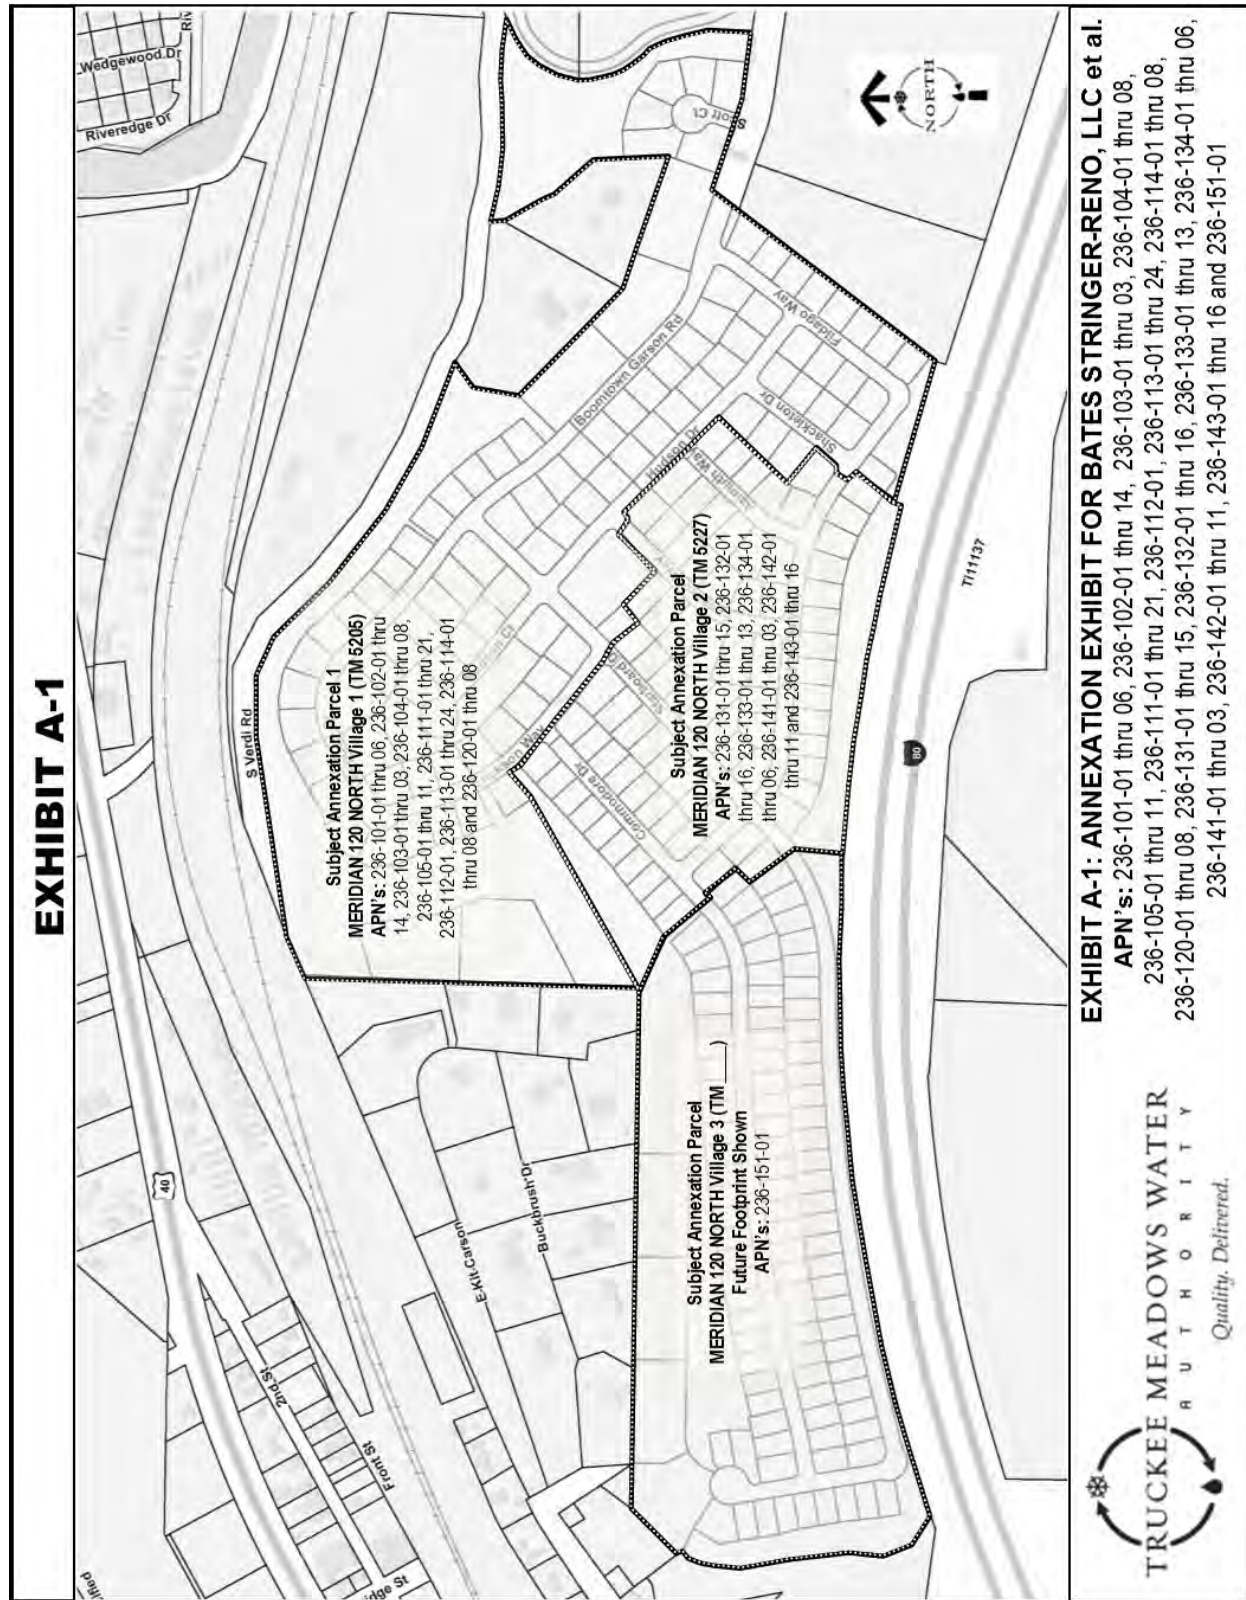 EXHIBIT A-1
Wedgewood Dr
Riveredge Dr
Riv
S Verdi Rd
40
2nd St
Front St
E Kit Carson
Buckbrush Dr
Subject Annexation Parcel 1
MERIDIAN 120 NORTH Village 1 (TM 5205)
APN's: 236-101-01 thru 06, 236-102-01 thru
14, 236-103-01 thru 03, 236-104-01 thru 08,
236-105-01 thru 11, 236-111-01 thru 21,
236-112-01, 236-113-01 thru 24, 236-114-01
thru 08 and 236-120-01 thru 08
Boomtown Garson Rd
Hudson Dr
Shackleton Dr
Fildago Way
Scott Ct
NORTH
Commodore Dr
Subject Annexation Parcel
MERIDIAN 120 NORTH Village 2 (TM 5227)
APN's: 236-131-01 thru 15, 236-132-01
thru 16, 236-133-01 thru 13, 236-134-01
thru 06, 236-141-01 thru 03, 236-142-01
thru 11 and 236-143-01 thru 16
Subject Annexation Parcel
MERIDIAN 120 NORTH Village 3 (TM ____)
Future Footprint Shown
APN's: 236-151-01
80
TI11137
TRUCKEE MEADOWS WATER
AUTHORITY
Quality. Delivered.
EXHIBIT A-1: ANNEXATION EXHIBIT FOR BATES STRINGER-RENO, LLC et al.
APN's: 236-101-01 thru 06, 236-102-01 thru 14, 236-103-01 thru 03, 236-104-01 thru 08,
236-105-01 thru 11, 236-111-01 thru 21, 236-112-01, 236-113-01 thru 24, 236-114-01 thru 08,
236-120-01 thru 08, 236-131-01 thru 15, 236-132-01 thru 16, 236-133-01 thru 13, 236-134-01 thru 06,
236-141-01 thru 03, 236-142-01 thru 11, 236-143-01 thru 16 and 236-151-01